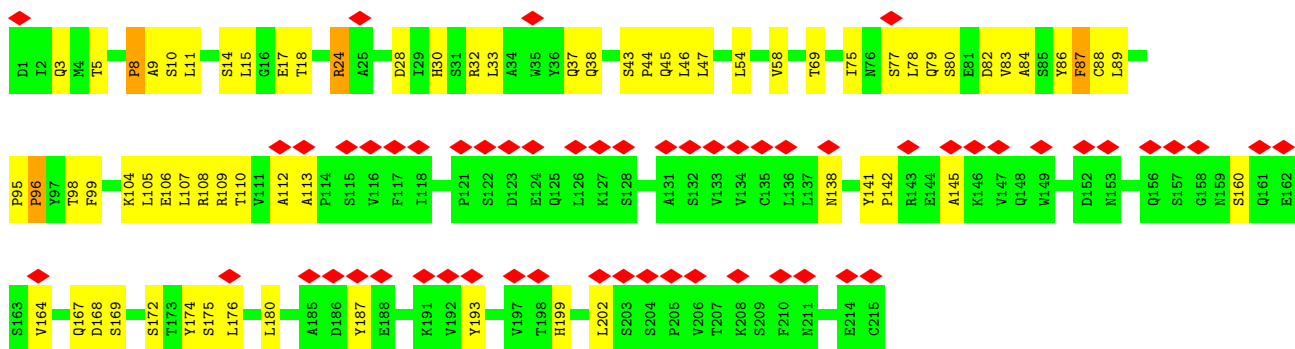 D1 I2 Q3 M4 T5 P8 A9 S10 L11 S14 L15 G16 E17 T18 R24 A25 D28 I29 H30 S31 R32 L33 A34 W35 Y36 Q37 Q38 S43 P44 Q45 L46 L47 L54 V58 T69 I75 N76 S77 L78 Q79 S80 E81 D82 V83 A84 S85 Y86 F87 C88 L89
P95 P96 Y97 T98 F99 K104 L105 E106 L107 R108 R109 T110 V111 A112 A113 P114 S115 V116 F117 I118 P121 S122 D123 E124 Q125 L126 K127 S128 A131 S132 V133 V134 C135 L136 L137 N138 Y141 P142 R143 E144 A145 K146 V147 Q148 W149 D152 N153 Q156 S157 G158 N159 S160 Q161 E162
S163 V164 Q167 D168 S169 S172 T173 Y174 S175 L176 L180 A185 D186 Y187 E188 K191 V192 Y193 V197 T198 H199 L202 S203 S204 P205 V206 T207 K208 S209 F210 N211 E214 C215